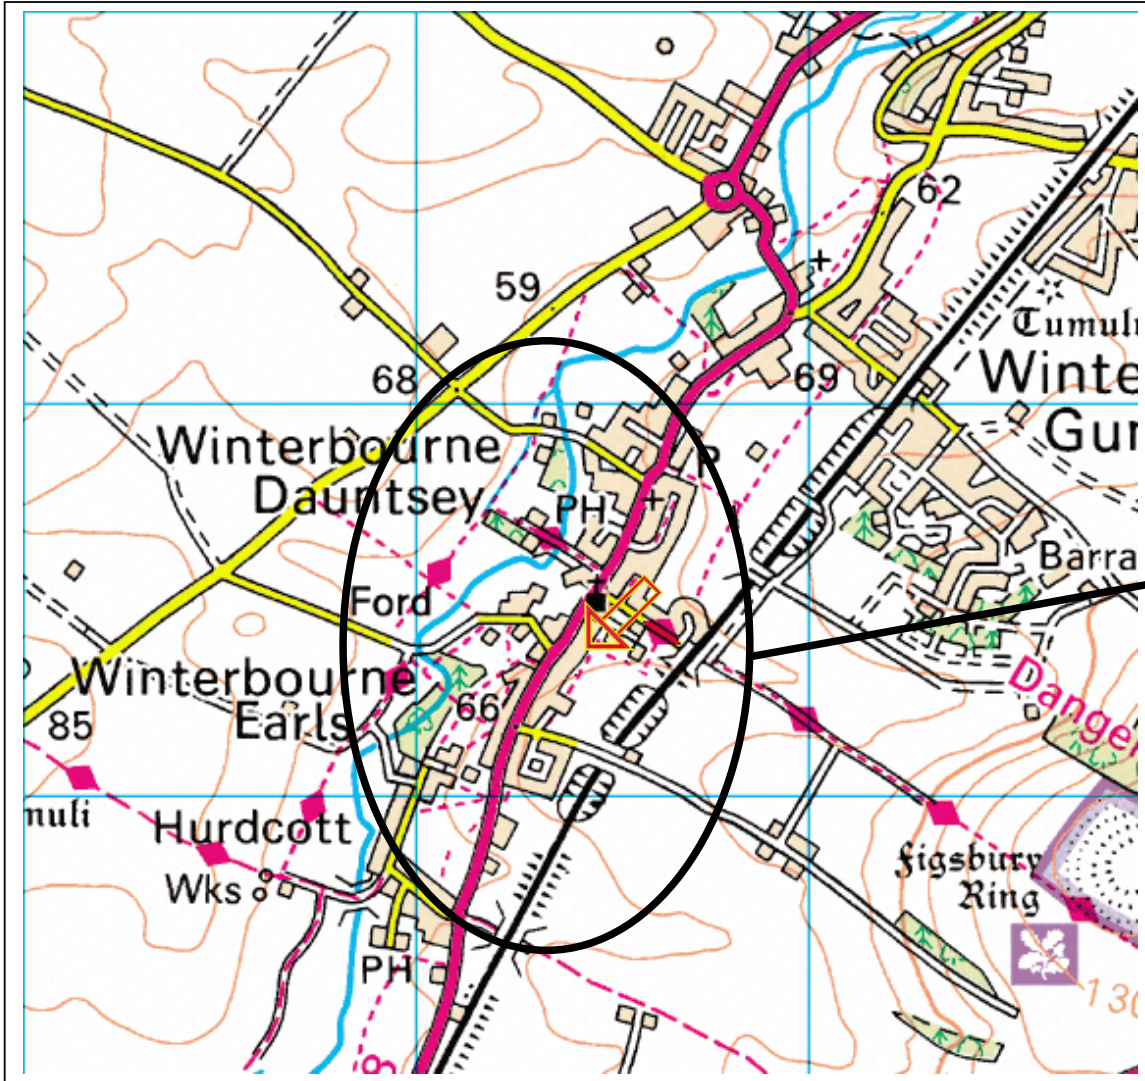 62
59
Tumuli
Winte
68
69
Gur
Winterbourne
Dauntsey
P
PH
Barra
Ford
Winterbourne
Earls
66
Dange
85
muli
Hurdcott
Figsbury
Ring
Wks
PH
130
8